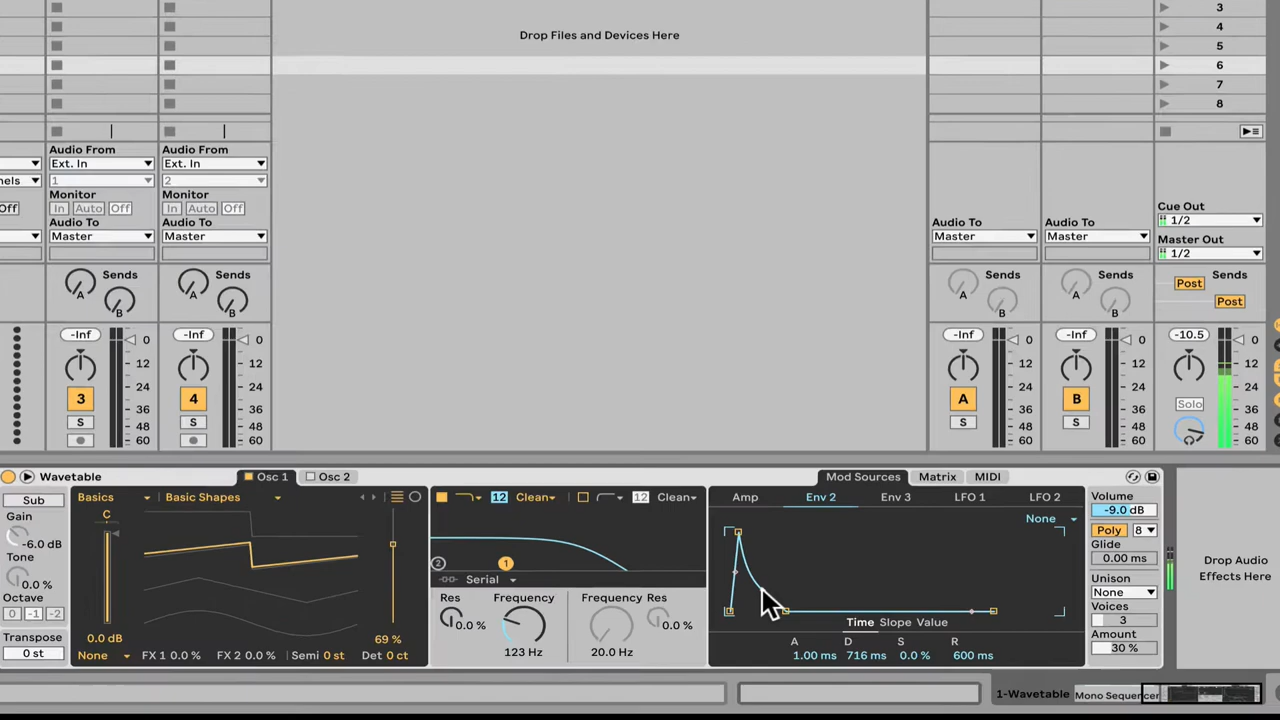 3
Drop Files and Devices Here
4
5
6
7
8
Audio From Audio From
Ext. In Ext. In
nels 1 2
Monitor Monitor
Off In Auto Off In Auto Off
Cue Out
Audio To Audio To Audio To Audio To 1/2
Master Master Master Master Master Out
1/2
Sends Sends Sends Sends Sends
A A A A Post
B B B B Post
-Inf 0 -Inf 0 -Inf 0 -Inf 0 -10.5 0
12 12 12 12 12
24 24 24 24 24
3 4 A B Solo
36 36 36 36 36
S S S S
48 48 48 48 48
60 60 60 60 60
Wavetable Osc 1 Osc 2 Mod Sources Matrix MIDI
Sub Basics Basic Shapes 12 Clean 12 Clean Amp Env 2 Env 3 LFO 1 LFO 2 Volume
-9.0 dB
Gain C None Poly 8
-6.0 dB Glide
Tone 0.00 ms
0.0 % 2 1 Drop Audio
Effects Here
Octave Serial Unison
None
0 -1 -2 Res Frequency Frequency Res Time Slope Value Voices
0.0 % 0.0 % 3
Transpose 0.0 dB 69 % A D S R Amount
0 st None FX 1 0.0 % FX 2 0.0 % Semi 0 st Det 0 ct 123 Hz 20.0 Hz 1.00 ms 716 ms 0.0 % 600 ms 30 %
1-Wavetable Mono Sequencer